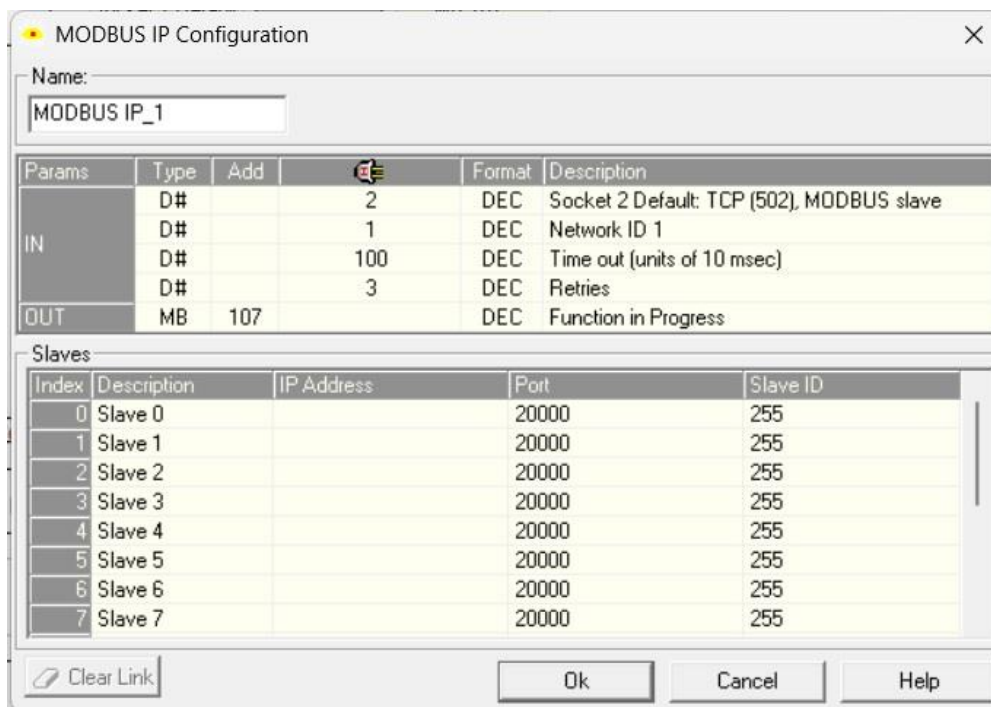 MODBUS IP Configuration
Name:
MODBUS IP_1
Params Type Add Format Description
IN
D# 2 DEC Socket 2 Default: TCP (502), MODBUS slave
D# 1 DEC Network ID 1
D# 100 DEC Time out (units of 10 msec)
D# 3 DEC Retries
OUT MB 107 DEC Function in Progress
Slaves
Index Description IP Address Port Slave ID
0 Slave 0 20000 255
1 Slave 1 20000 255
2 Slave 2 20000 255
3 Slave 3 20000 255
4 Slave 4 20000 255
5 Slave 5 20000 255
6 Slave 6 20000 255
7 Slave 7 20000 255
Clear Link Ok Cancel Help